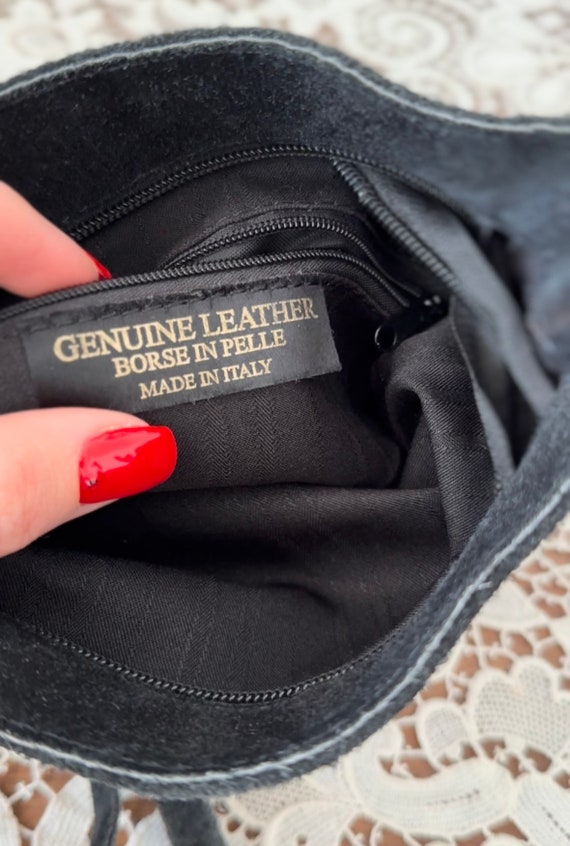 GENUINE LEATHER
BORSE IN PELLE
MADE IN ITALY